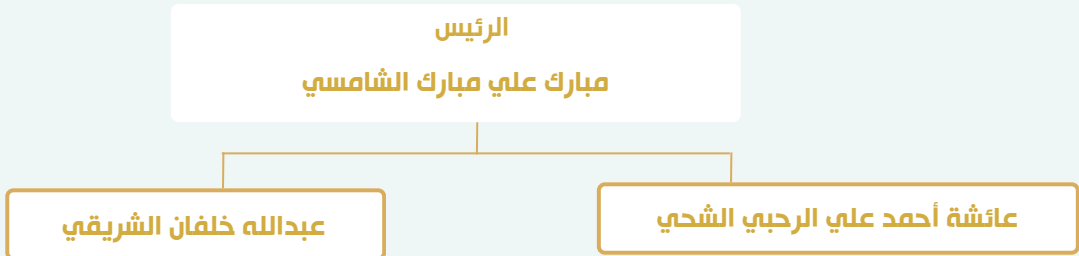 الرئيس
مبارك علي مبارك الشامسي
عائشة أحمد علي الرحبي الشحي
عبدالله خلفان الشريقي